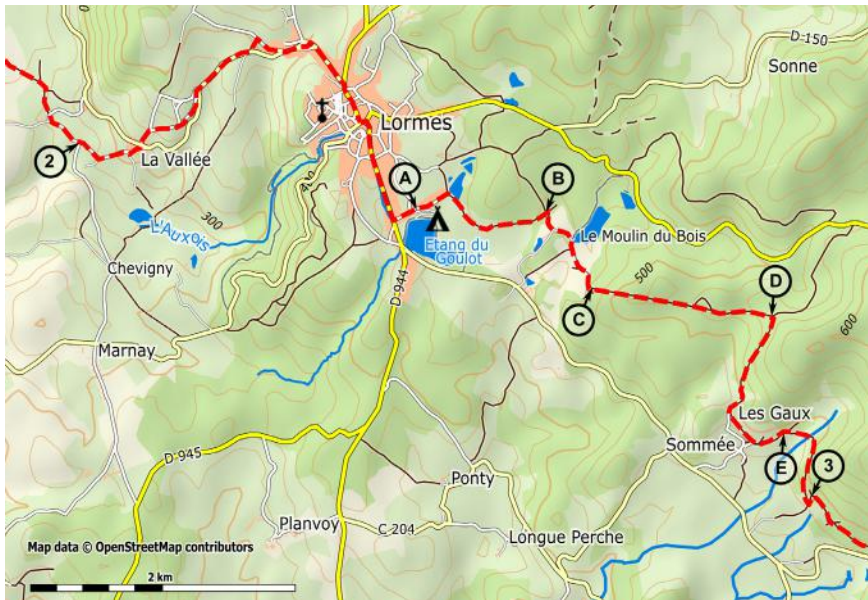 D-150
Sonne
Lormes
2
La Vallée
A
B
300
L'Auxois
Etang du
Goulot
Le Moulin du Bois
Chevigny
500
D
D 944
C
600
Marnay
Les Gaux
Sommée
D 945
E
3
Ponty
Planvoy
C 204
Longue Perche
Map data © OpenStreetMap contributors
2 km